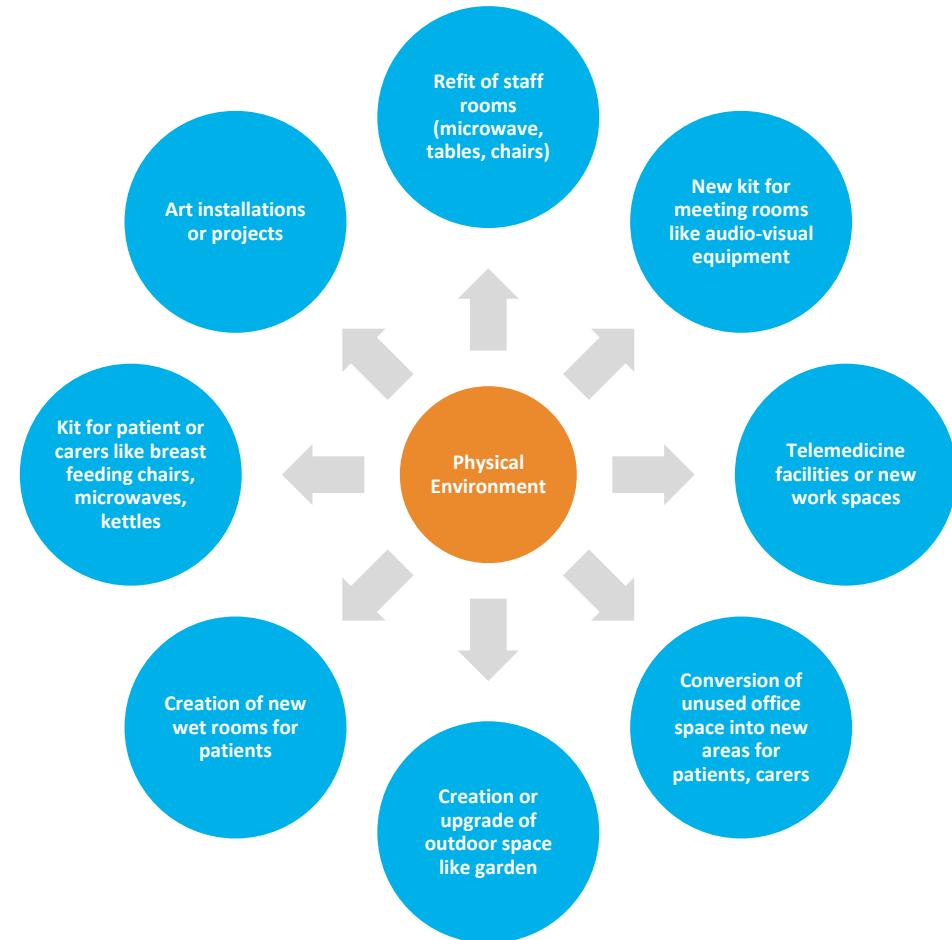 Refit of staff
rooms
(microwave,
tables, chairs)
New kit for
meeting rooms
like audio-visual
equipment
Telemedicine
facilities or new
work spaces
Conversion of
unused office
space into new
areas for
patients, carers
Creation or
upgrade of
outdoor space
like garden
Creation of new
wet rooms for
patients
Kit for patient or
carers like breast
feeding chairs,
microwaves,
kettles
Art installations
or projects
Physical
Environment